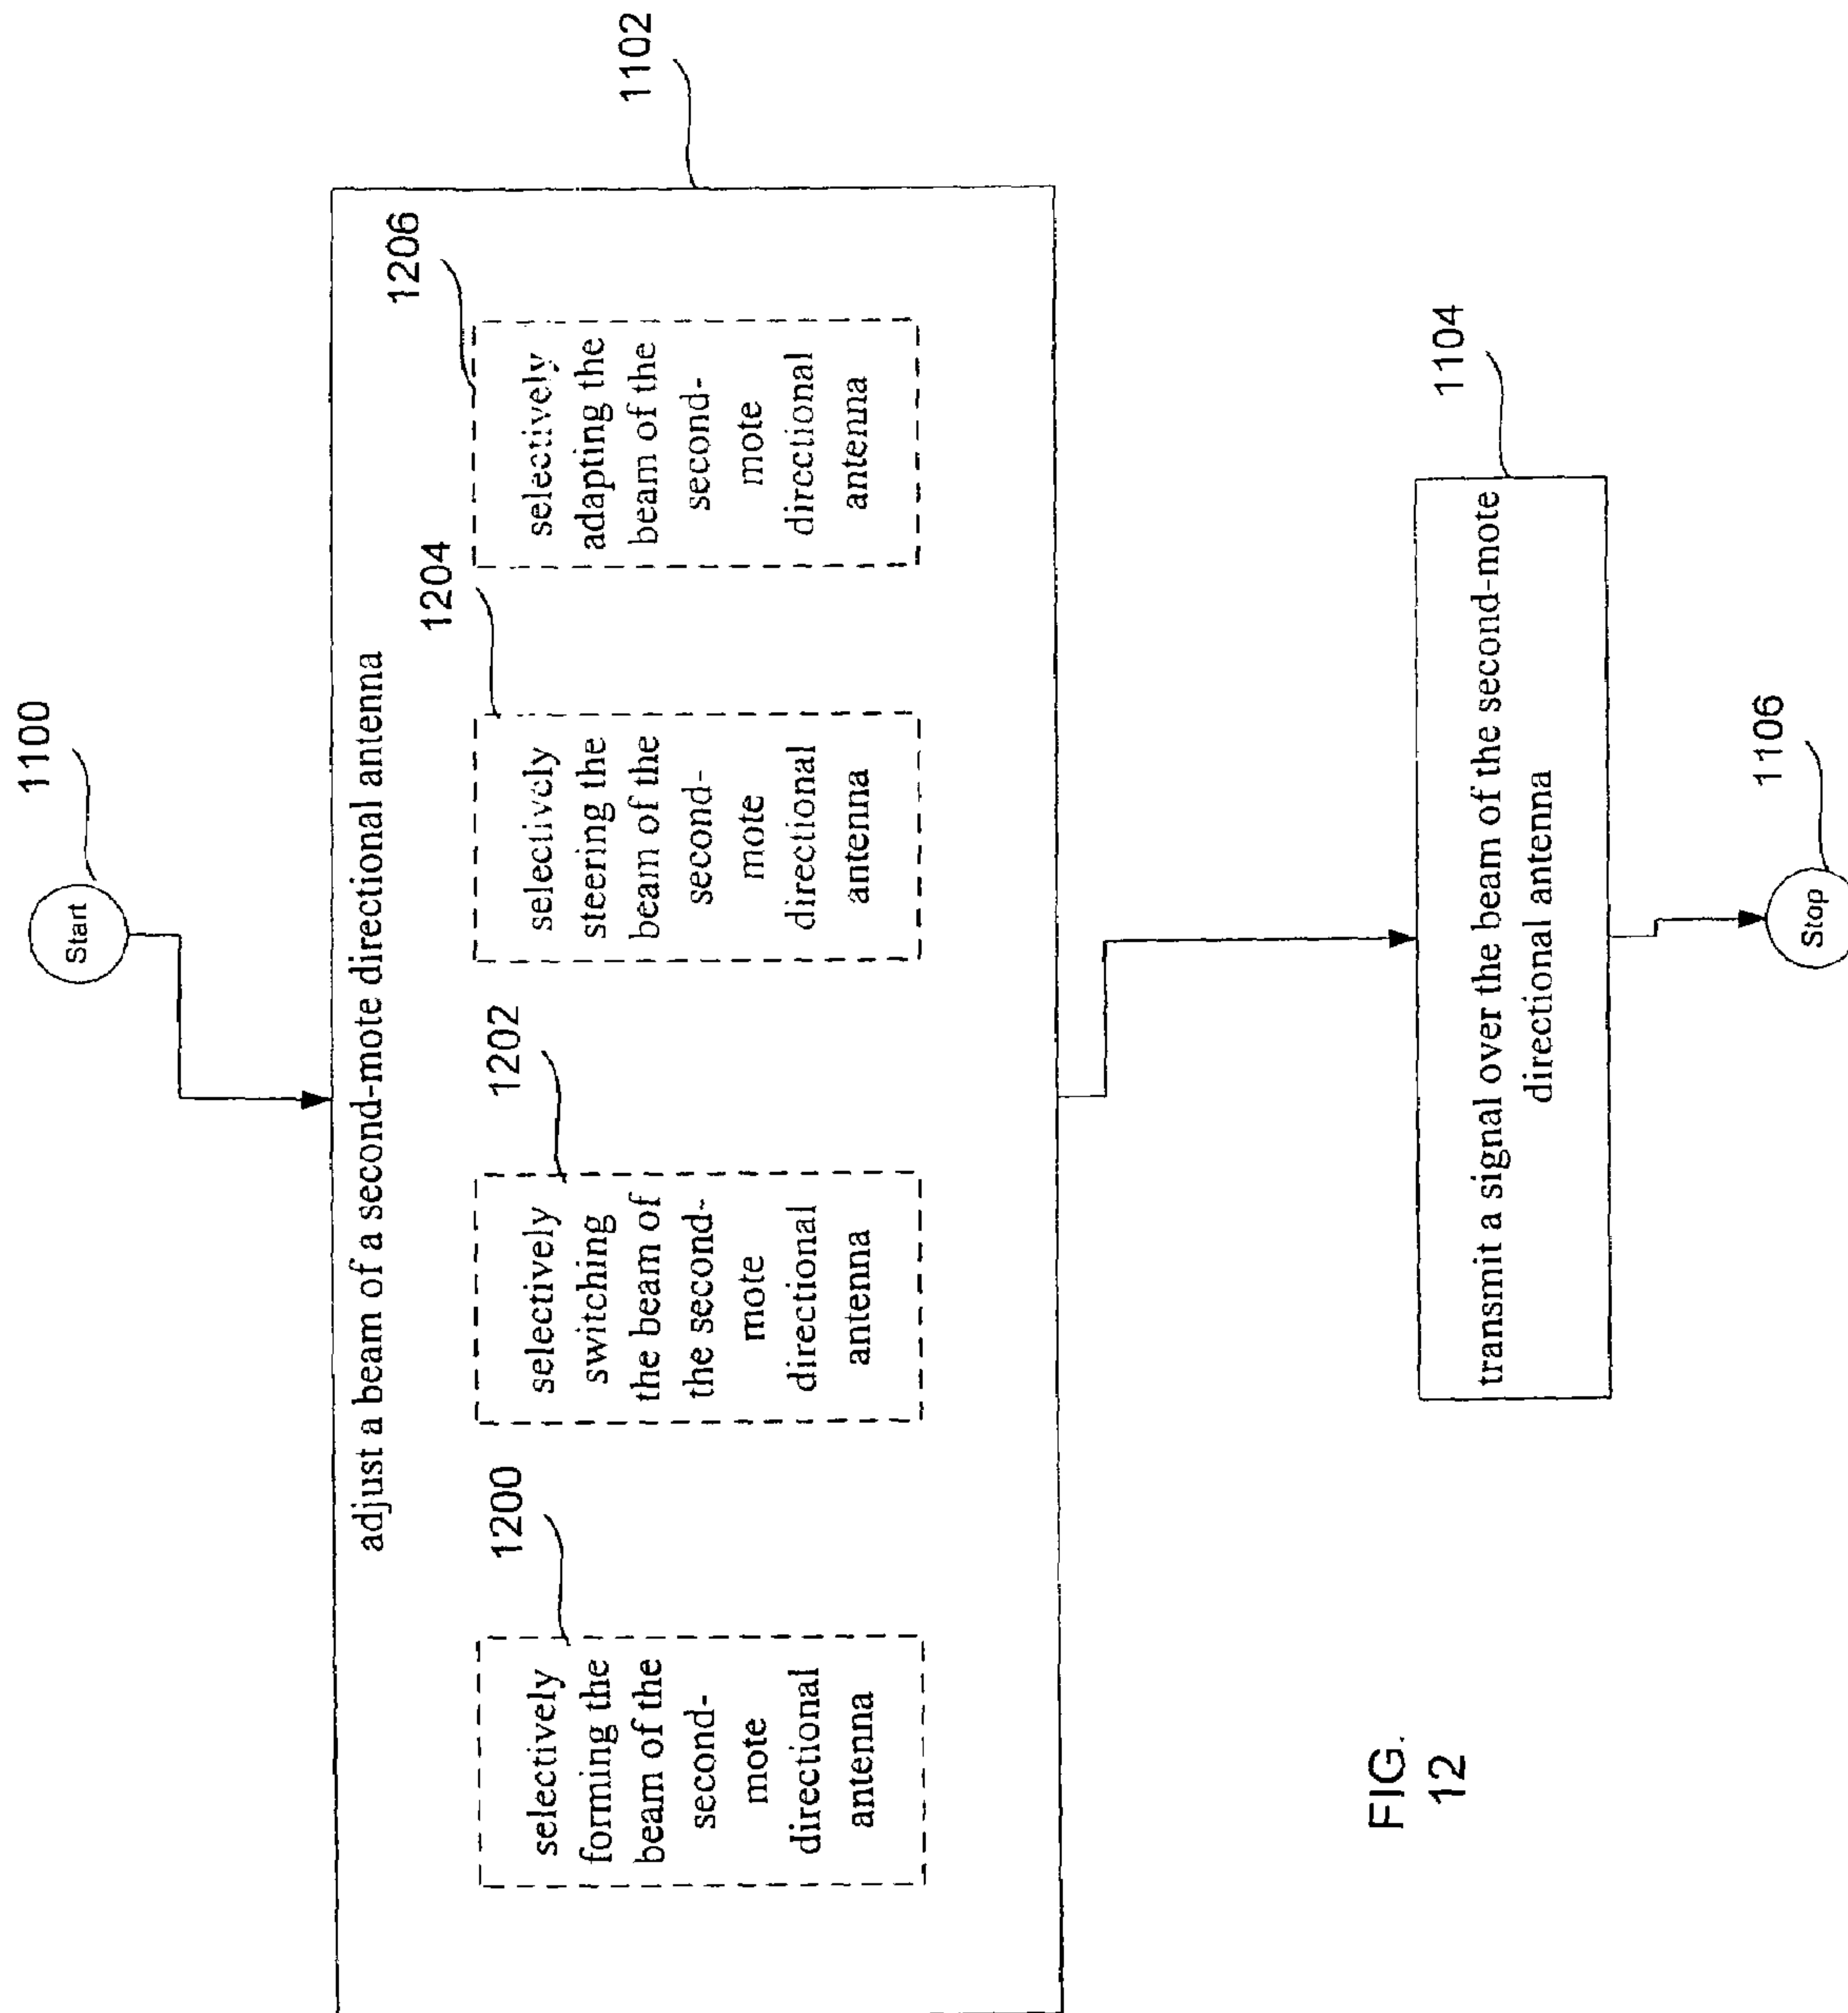 1100
Start
adjust a beam of a second-mote directional antenna
1102
1200
selectively
forming the
beam of the
second-
mote
directional
antenna
1202
selectively
switching
the beam of
the second-
mote
directional
antenna
1204
selectively
steering the
beam of the
second-
mote
directional
antenna
1206
selectively
adapting the
beam of the
second-
mote
directional
antenna
1104
transmit a signal over the beam of the second-mote
directional antenna
1106
Stop
FIG.
12